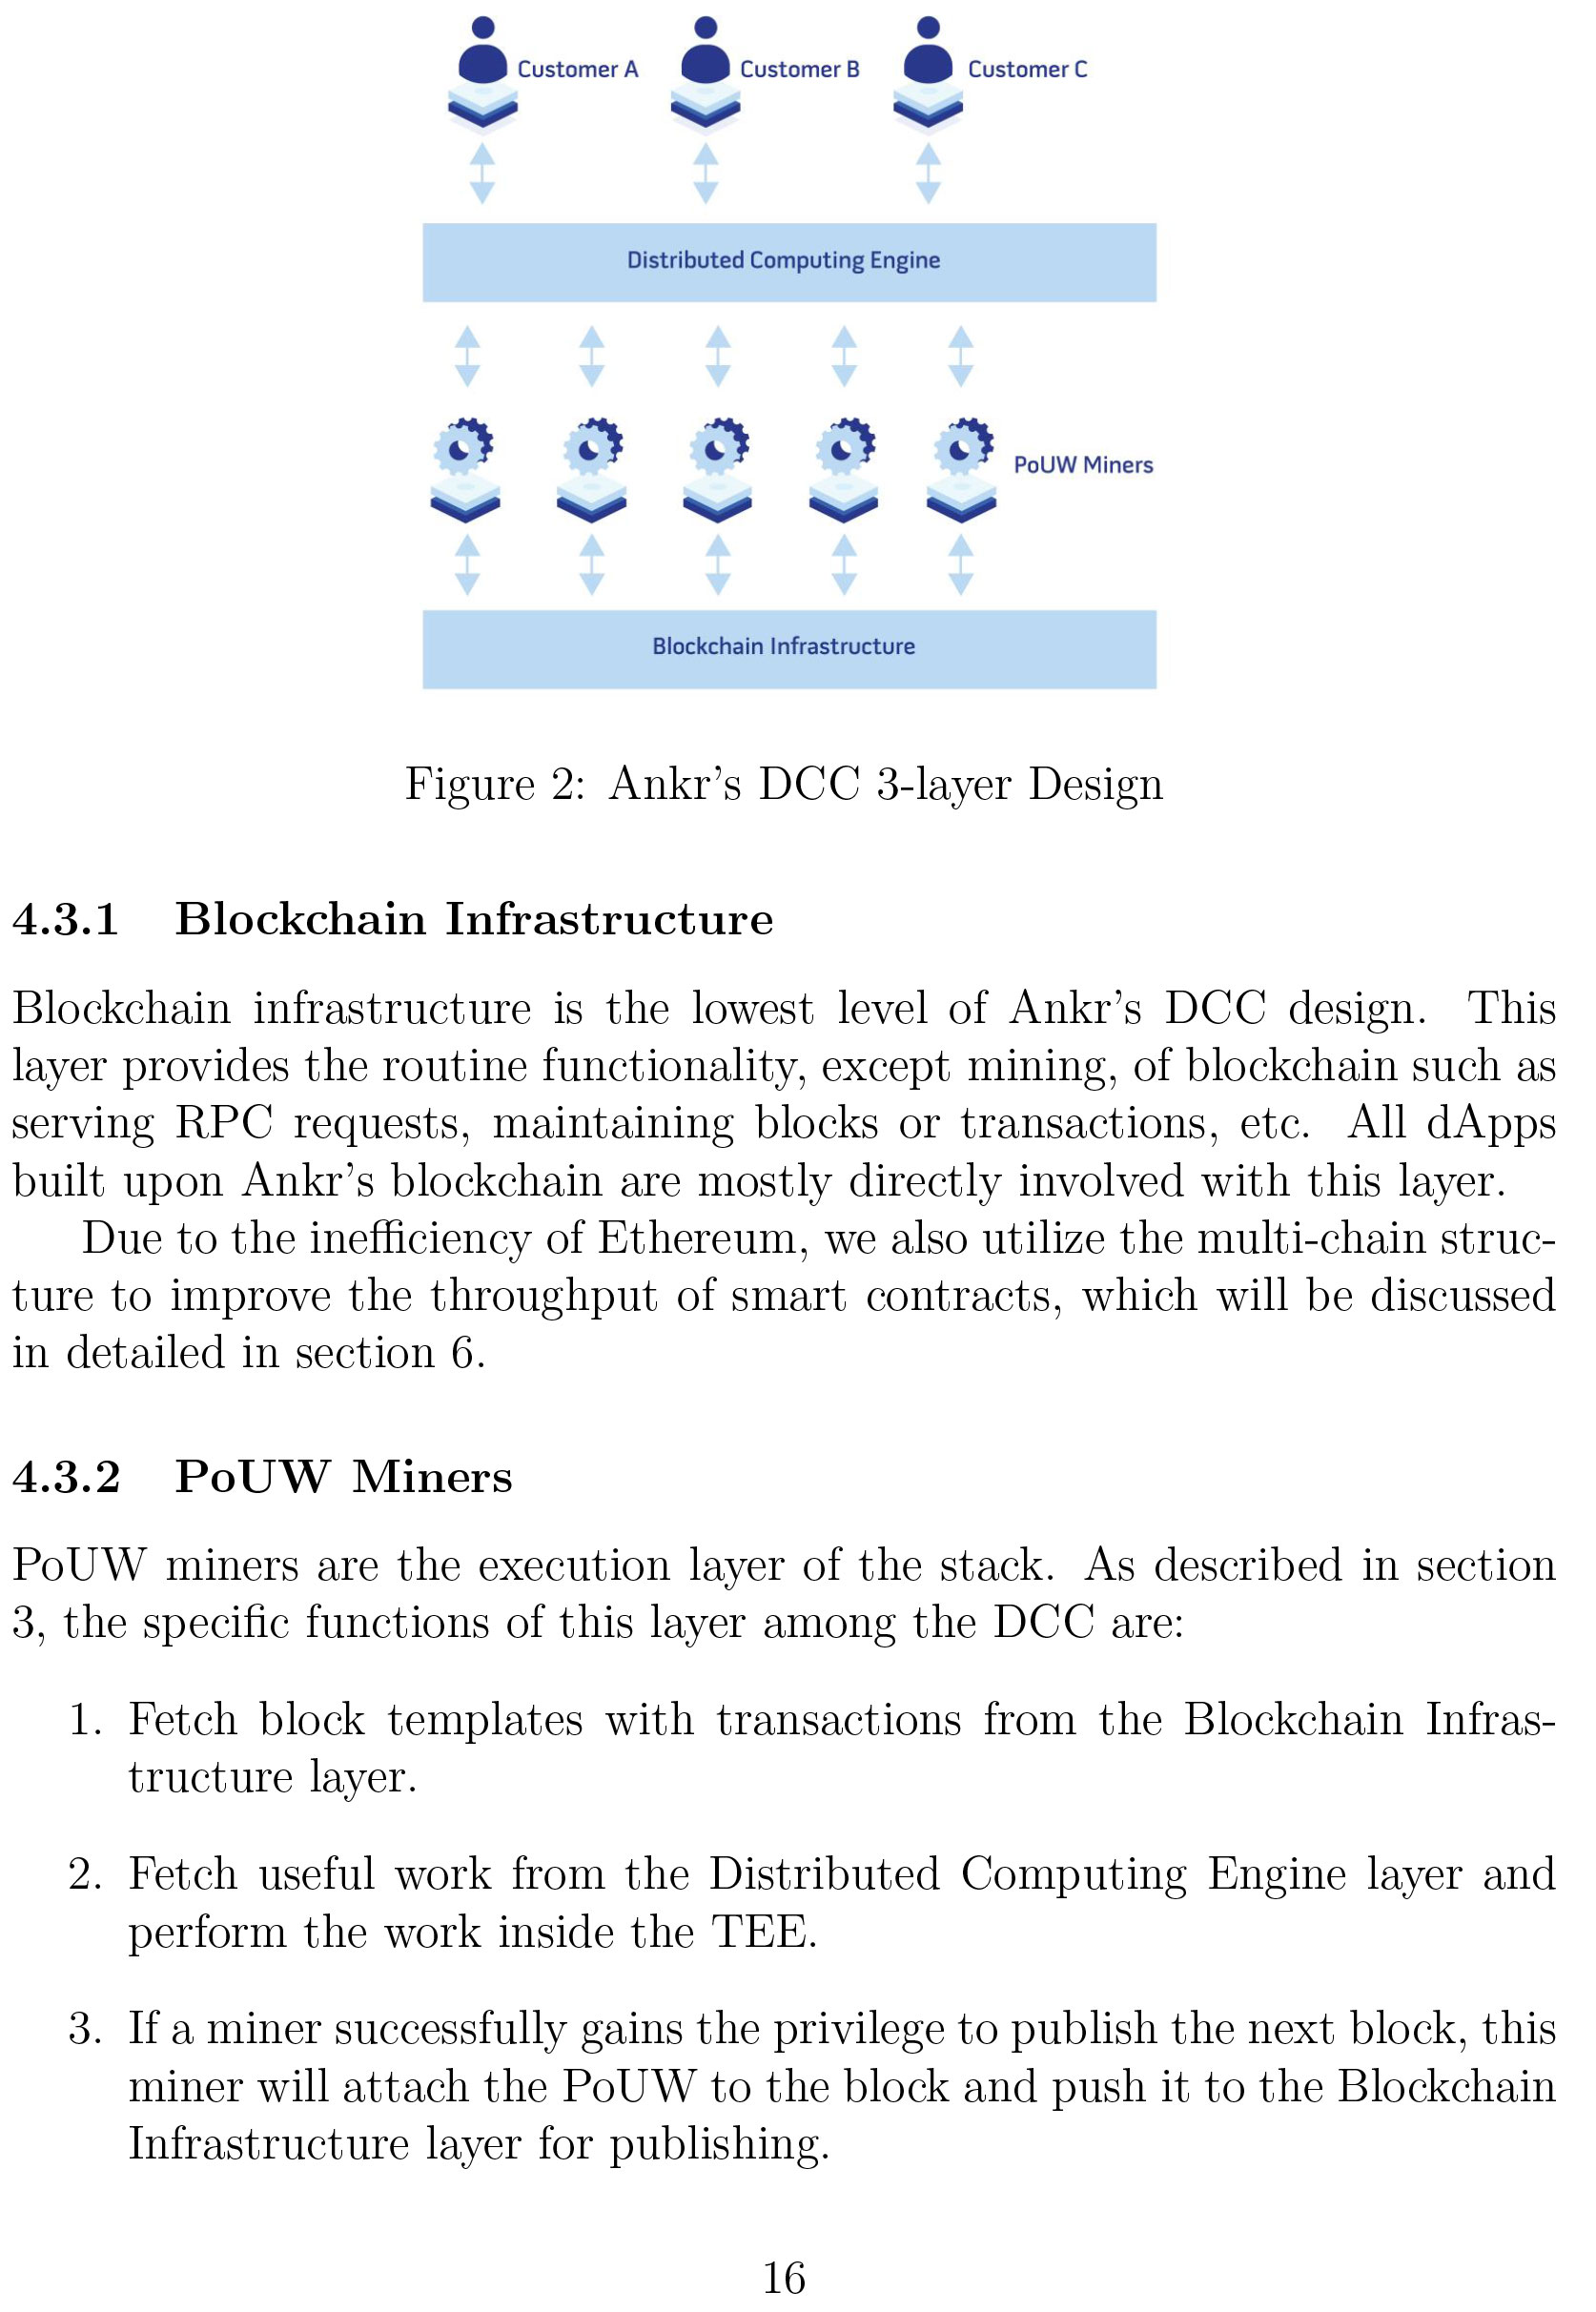 Customer A
Customer B
Customer C
Distributed Computing Engine
PoUW Miners
Blockchain Infrastructure
Figure 2: Ankr's DCC 3-layer Design
4.3.1 Blockchain Infrastructure
Blockchain infrastructure is the lowest level of Ankr's DCC design. This
layer provides the routine functionality, except mining, of blockchain such as
serving RPC requests, maintaining blocks or transactions, etc. All dApps
built upon Ankr's blockchain are mostly directly involved with this layer.
Due to the inefficiency of Ethereum, we also utilize the multi-chain struc-
ture to improve the throughput of smart contracts, which will be discussed
in detailed in section 6.
4.3.2 PoUW Miners
PoUW miners are the execution layer of the stack. As described in section
3, the specific functions of this layer among the DCC are:
1. Fetch block templates with transactions from the Blockchain Infras-
tructure layer.
2. Fetch useful work from the Distributed Computing Engine layer and
perform the work inside the TEE.
3. If a miner successfully gains the privilege to publish the next block, this
miner will attach the PoUW to the block and push it to the Blockchain
Infrastructure layer for publishing.
16